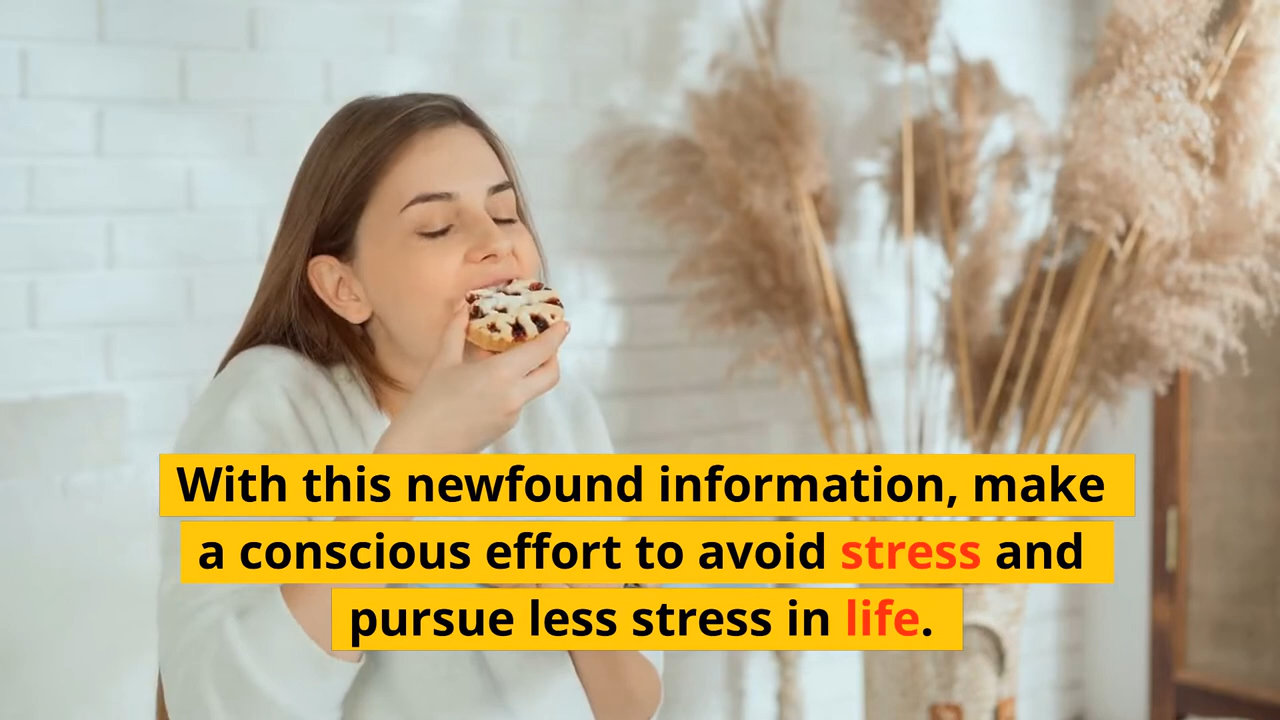 With this newfound information, make
a conscious effort to avoid stress and
pursue less stress in life.